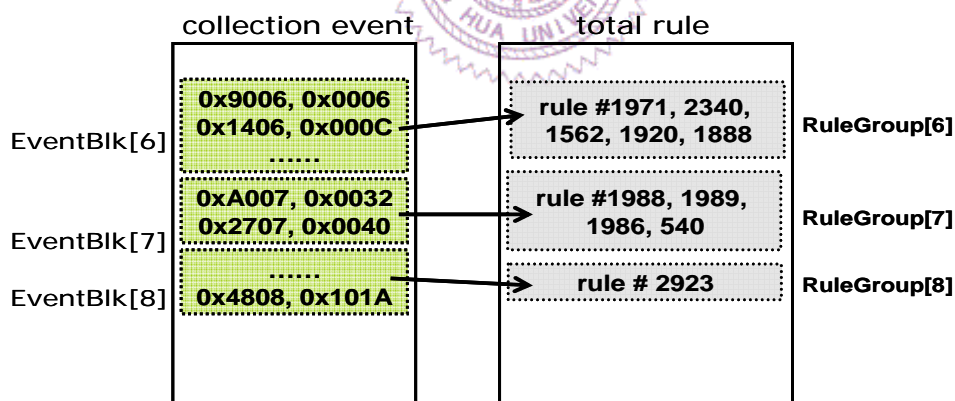 HUA UNIV
collection event
total rule
EventBlk[6]
0x9006, 0x0006
0x1406, 0x000C
......
rule #1971, 2340,
1562, 1920, 1888
RuleGroup[6]
EventBlk[7]
0xA007, 0x0032
0x2707, 0x0040
rule #1988, 1989,
1986, 540
RuleGroup[7]
EventBlk[8]
......
0x4808, 0x101A
rule # 2923
RuleGroup[8]